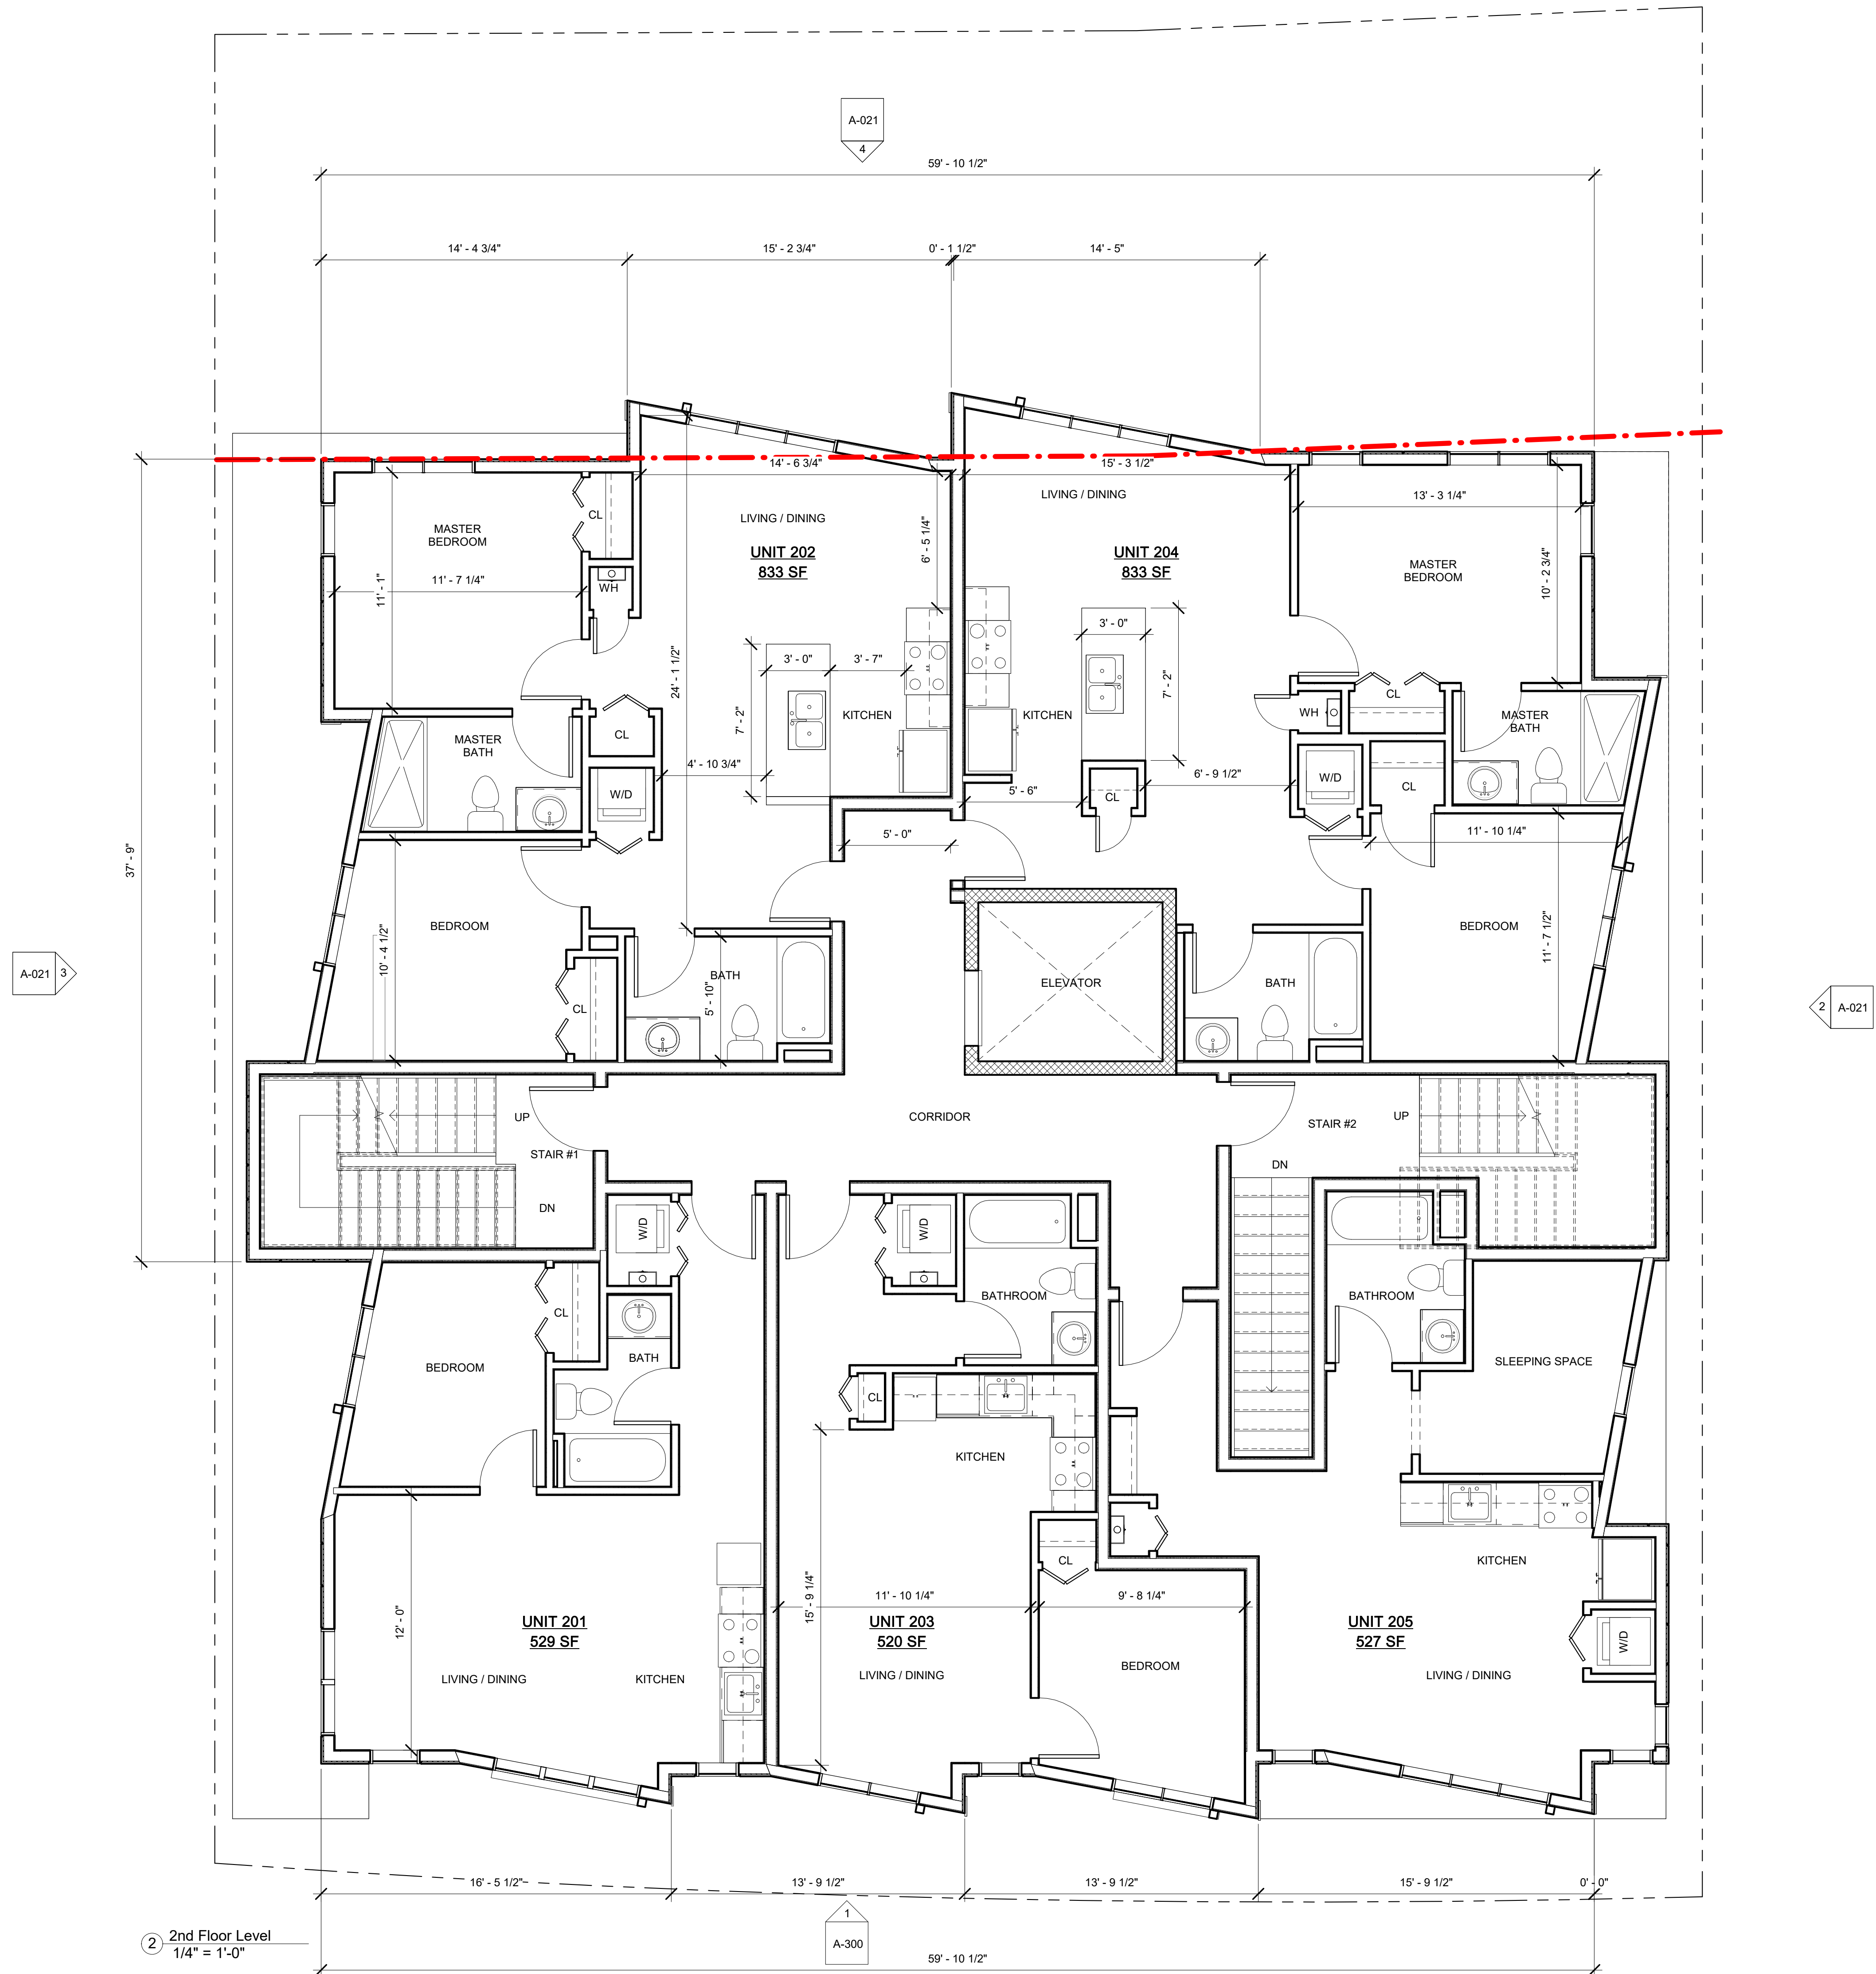 A-021
4
59' - 10 1/2"
14' - 4 3/4"
15' - 2 3/4"
0' - 1 1/2"
14' - 5"
14' - 6 3/4"
15' - 3 1/2"
LIVING / DINING
13' - 3 1/4"
CL
LIVING / DINING
MASTER
BEDROOM
6' - 5 1/4"
UNIT 202
833 SF
UNIT 204
833 SF
MASTER
BEDROOM
10' - 2 3/4"
11' - 1"
11' - 7 1/4"
WH
3' - 0"
24' - 1 1/2"
3' - 0"
3' - 7"
7' - 2"
7' - 2"
CL
WH
KITCHEN
KITCHEN
MASTER
BATH
CL
MASTER
BATH
4' - 10 3/4"
6' - 9 1/2"
W/D
CL
W/D
5' - 6"
CL
5' - 0"
11' - 10 1/4"
37' - 9"
BEDROOM
10' - 4 1/2"
BEDROOM
11' - 7 1/2"
A-021
3
BATH
5' - 10"
ELEVATOR
BATH
CL
2
A-021
UP
CORRIDOR
STAIR #2
UP
STAIR #1
DN
DN
W/D
W/D
BATHROOM
BATHROOM
CL
BATH
BEDROOM
SLEEPING SPACE
CL
KITCHEN
CL
KITCHEN
15' - 9 1/4"
11' - 10 1/4"
9' - 8 1/4"
12' - 0"
UNIT 201
529 SF
UNIT 203
520 SF
UNIT 205
527 SF
W/D
BEDROOM
LIVING / DINING
KITCHEN
LIVING / DINING
LIVING / DINING
16' - 5 1/2"
13' - 9 1/2"
13' - 9 1/2"
15' - 9 1/2"
0' - 0"
1
A-300
2
2nd Floor Level
1/4" = 1'-0"
59' - 10 1/2"